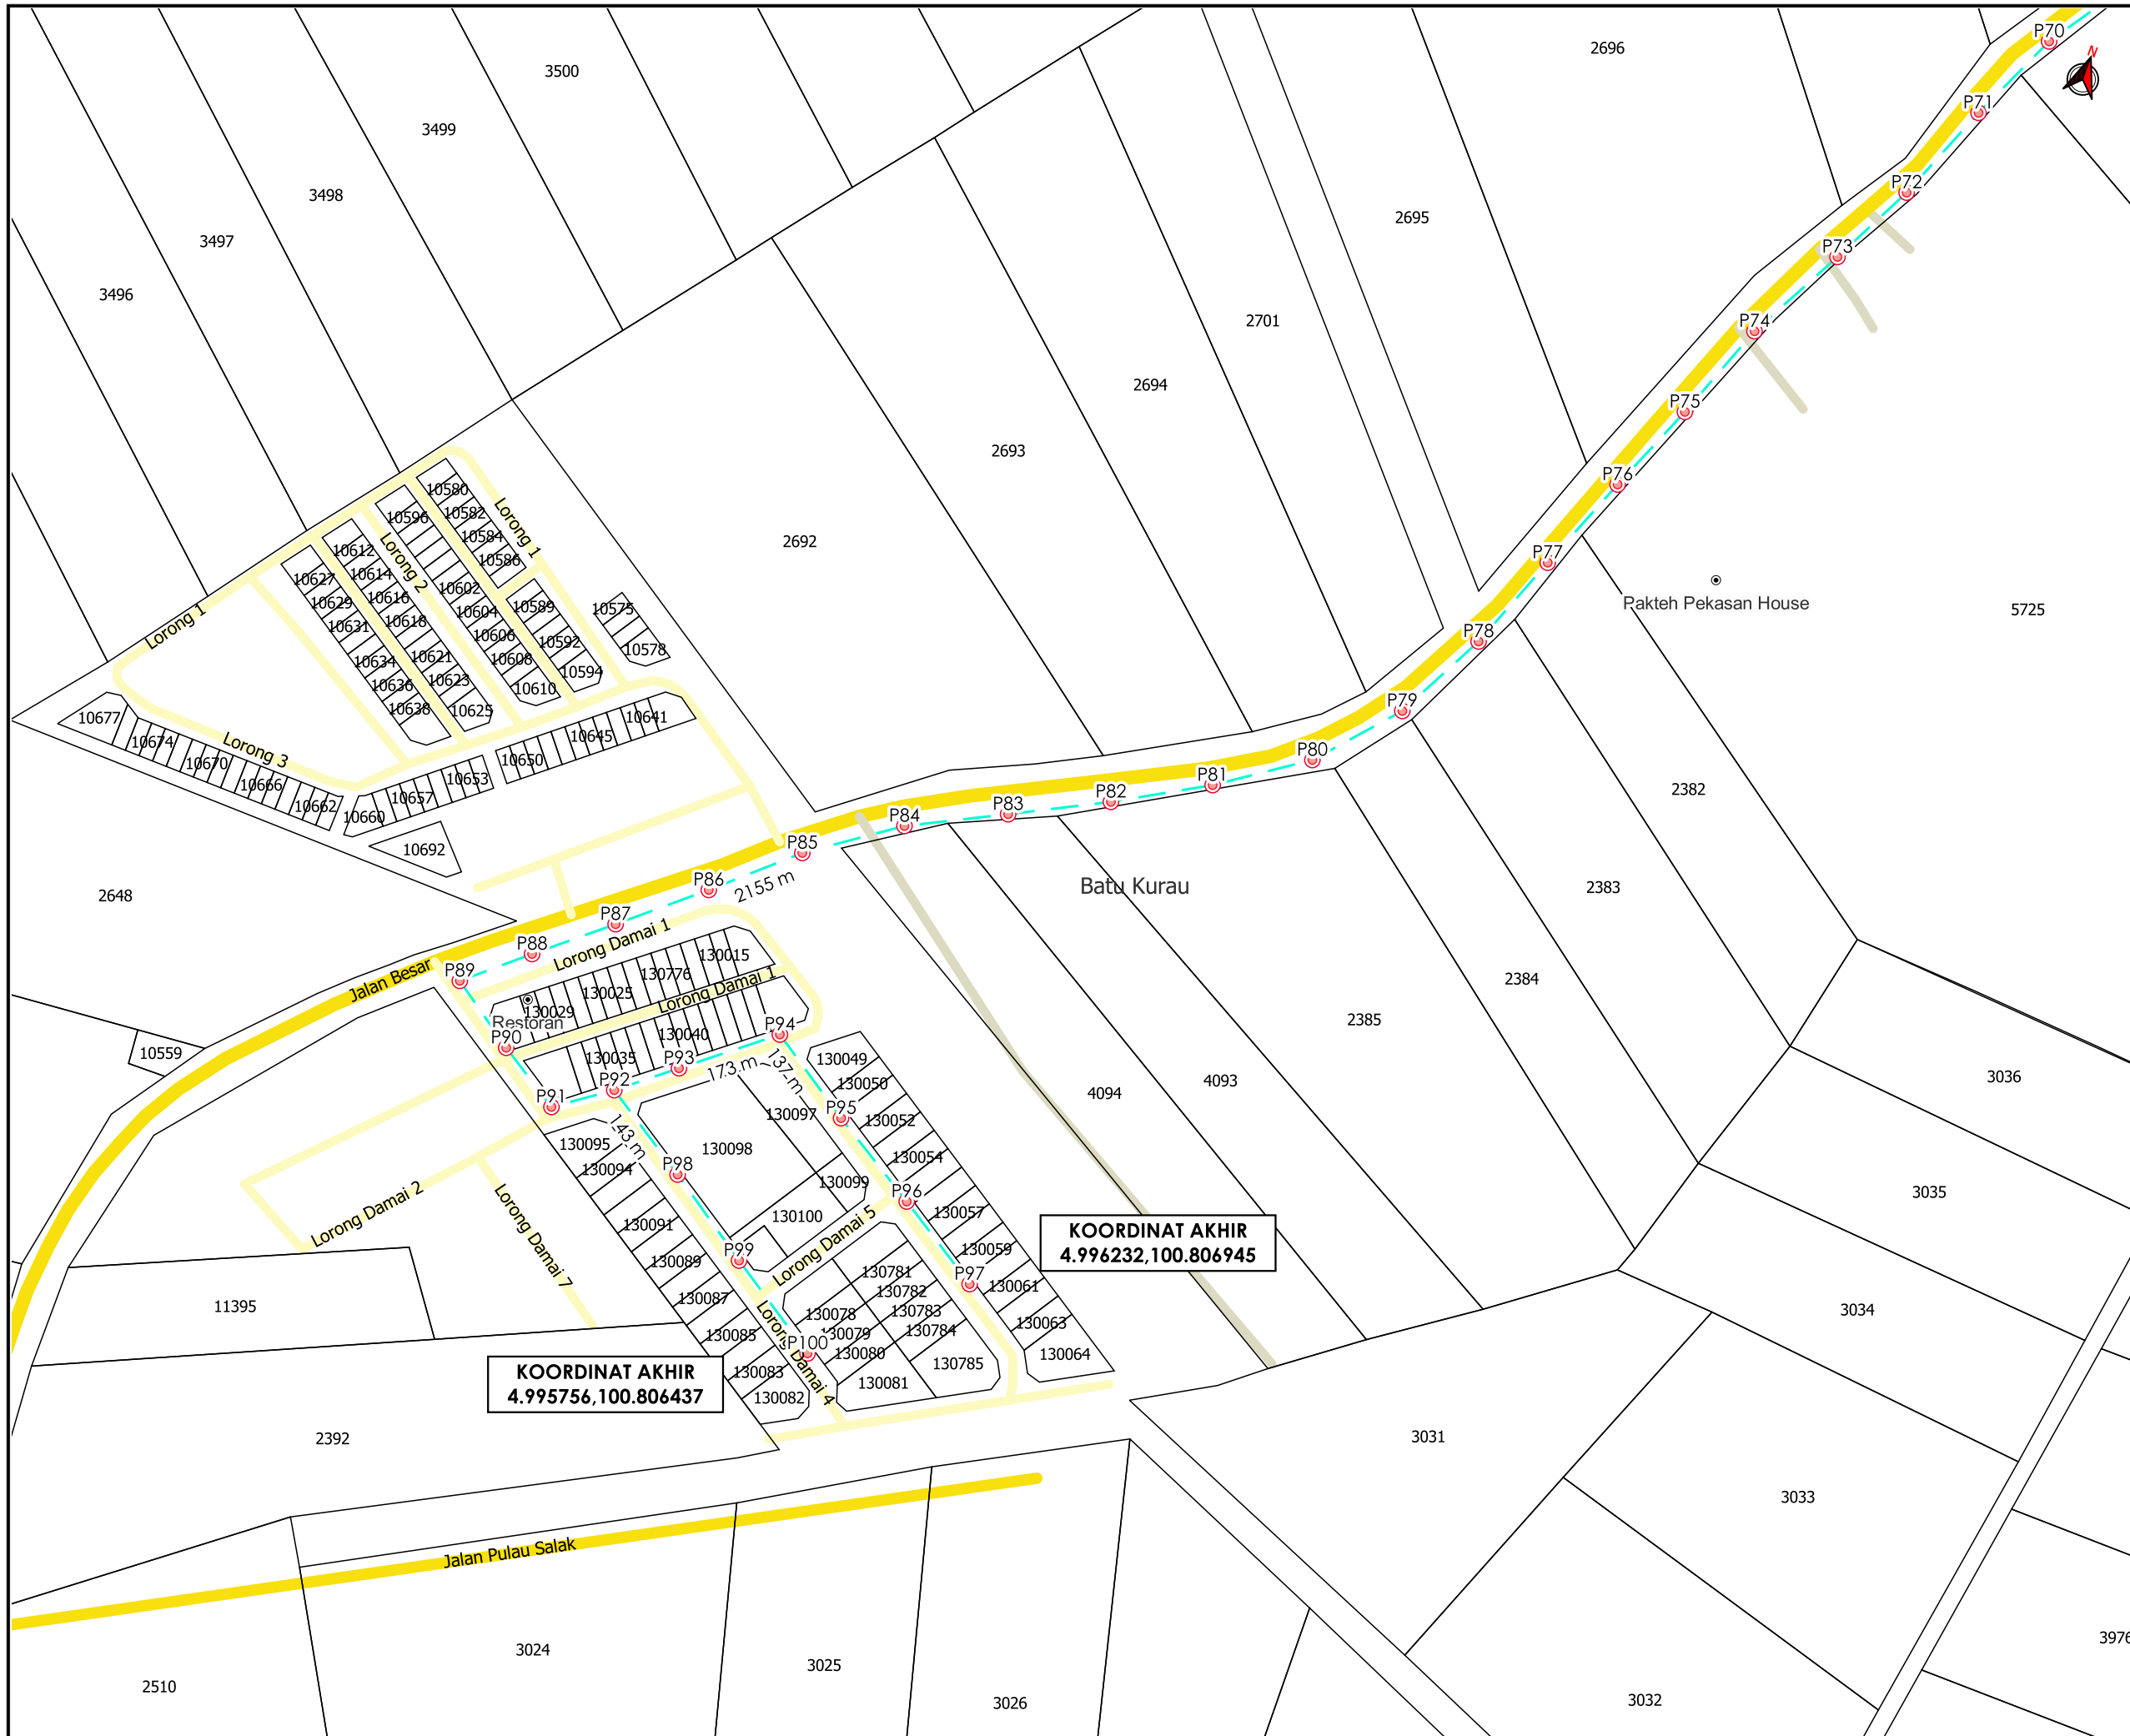 3500
2696
P70
N
3499
P71
3498
P72
2695
3497
P73
3496
2701
P74
2694
P75
2693
P76
10580
10596
10582
Lorong 1
2692
10584
10612
10586
Lorong 2
P77
10627
10614
10602
Pakteh Pekasan House
5725
10629
10616
10604
10589
10575
Lorong 1
10631
10618
10606
10592
P78
10634
10621
10608
10594
10578
10636
10623
10610
P79
10638
10625
10677
10641
10674
Lorong 3
10645
P80
10670
10650
P81
10666
10653
P82
2382
10662
10657
P83
10660
P84
10692
P85
2648
P86
2155 m
Batu Kurau
2383
P87
P88
Lorong Damai 1
Jalan Besar
P89
130015
130776
2384
130025
Lorong Damai 1
130029
Restoran
P90
P94
2385
10559
130040
130035
P93
130049
3036
P92
173 m
137 m
130050
4094
4093
P91
P95
130097
130052
143 m
130095
130098
130094
P98
130054
130099
P96
3035
Lorong Damai 2
130100
130057
Lorong Damai 7
130091
Lorong Damai 5
KOORDINAT AKHIR
4.996232,100.806945
130089
P99
130059
130781
P97
130061
130782
130087
11395
130078
130783
3034
130063
130085
130079
130784
P100
130080
130064
Lorong Damai 4
130785
KOORDINAT AKHIR
4.995756,100.806437
130083
130081
130082
2392
3031
3033
Jalan Pulau Salak
3024
3025
3976
2510
3026
3032